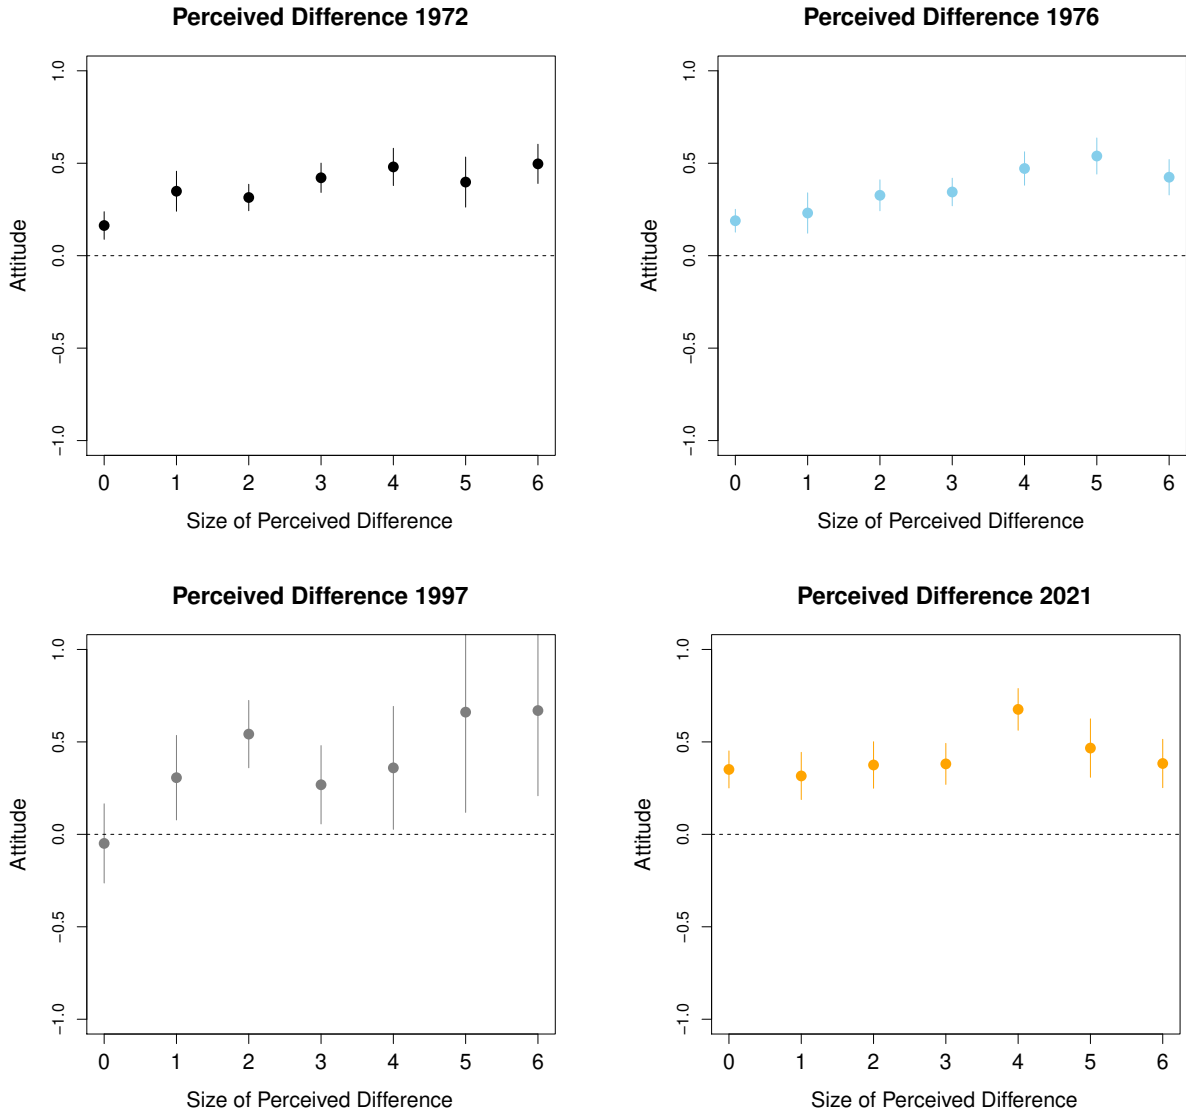 Perceived Difference 1972
1.0
0.5
0.0
−0.5
−1.0
Attitude
0 1 2 3 4 5 6
Size of Perceived Difference
Perceived Difference 1976
1.0
0.5
0.0
−0.5
−1.0
Attitude
0 1 2 3 4 5 6
Size of Perceived Difference
Perceived Difference 1997
1.0
0.5
0.0
−0.5
−1.0
Attitude
0 1 2 3 4 5 6
Size of Perceived Difference
Perceived Difference 2021
1.0
0.5
0.0
−0.5
−1.0
Attitude
0 1 2 3 4 5 6
Size of Perceived Difference